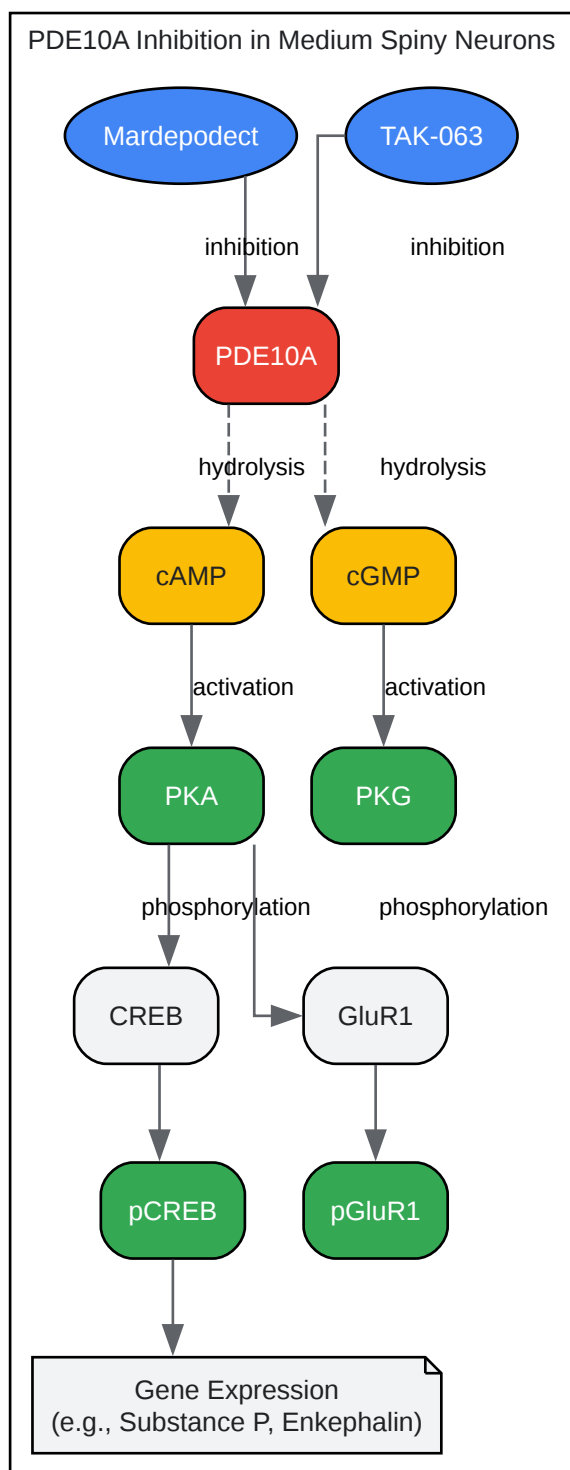 PDE10A Inhibition in Medium Spiny Neurons
Mardepodect
TAK-063
inhibition
inhibition
PDE10A
hydrolysis
hydrolysis
cAMP
cGMP
activation
activation
PKA
PKG
phosphorylation
phosphorylation
CREB
GluR1
pCREB
pGluR1
Gene Expression
(e.g., Substance P, Enkephalin)